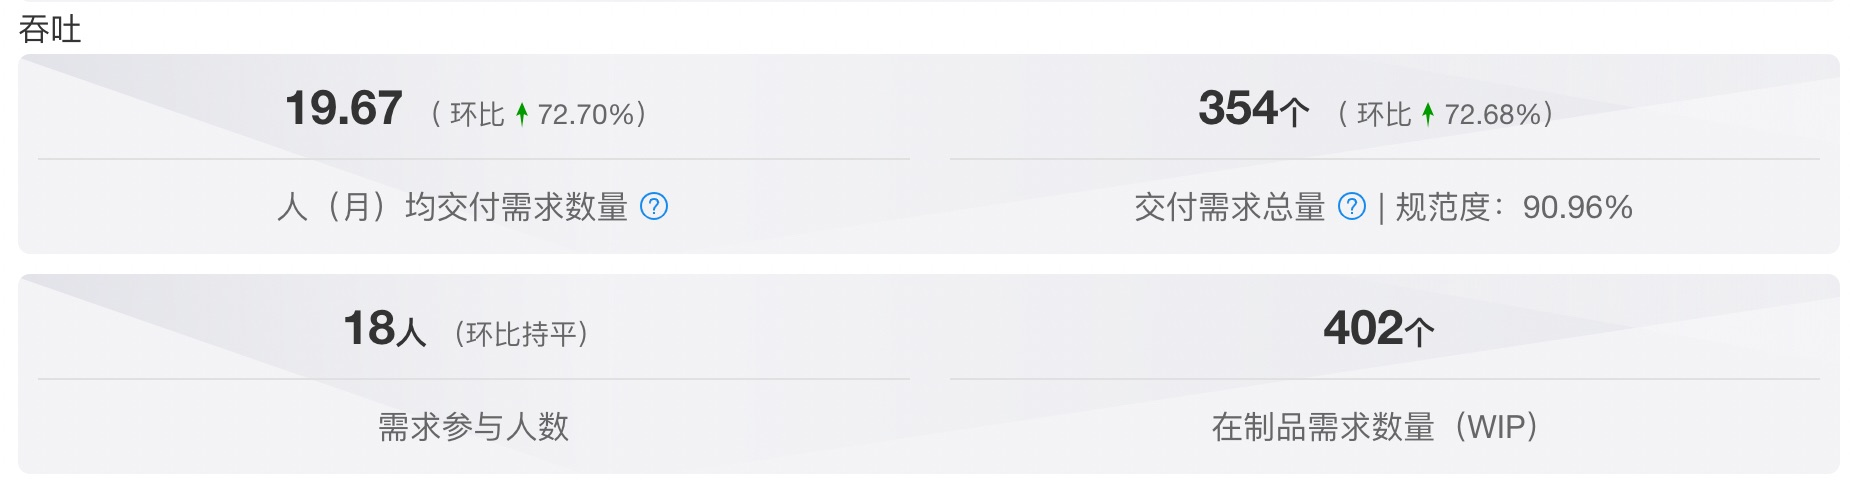 吞吐
19.67 （环比 72.70%）
354个 （环比 72.68%）
人（月）均交付需求数量 ?
交付需求总量 ? | 规范度：90.96%
18人 （环比持平）
402个
需求参与人数
在制品需求数量（WIP）